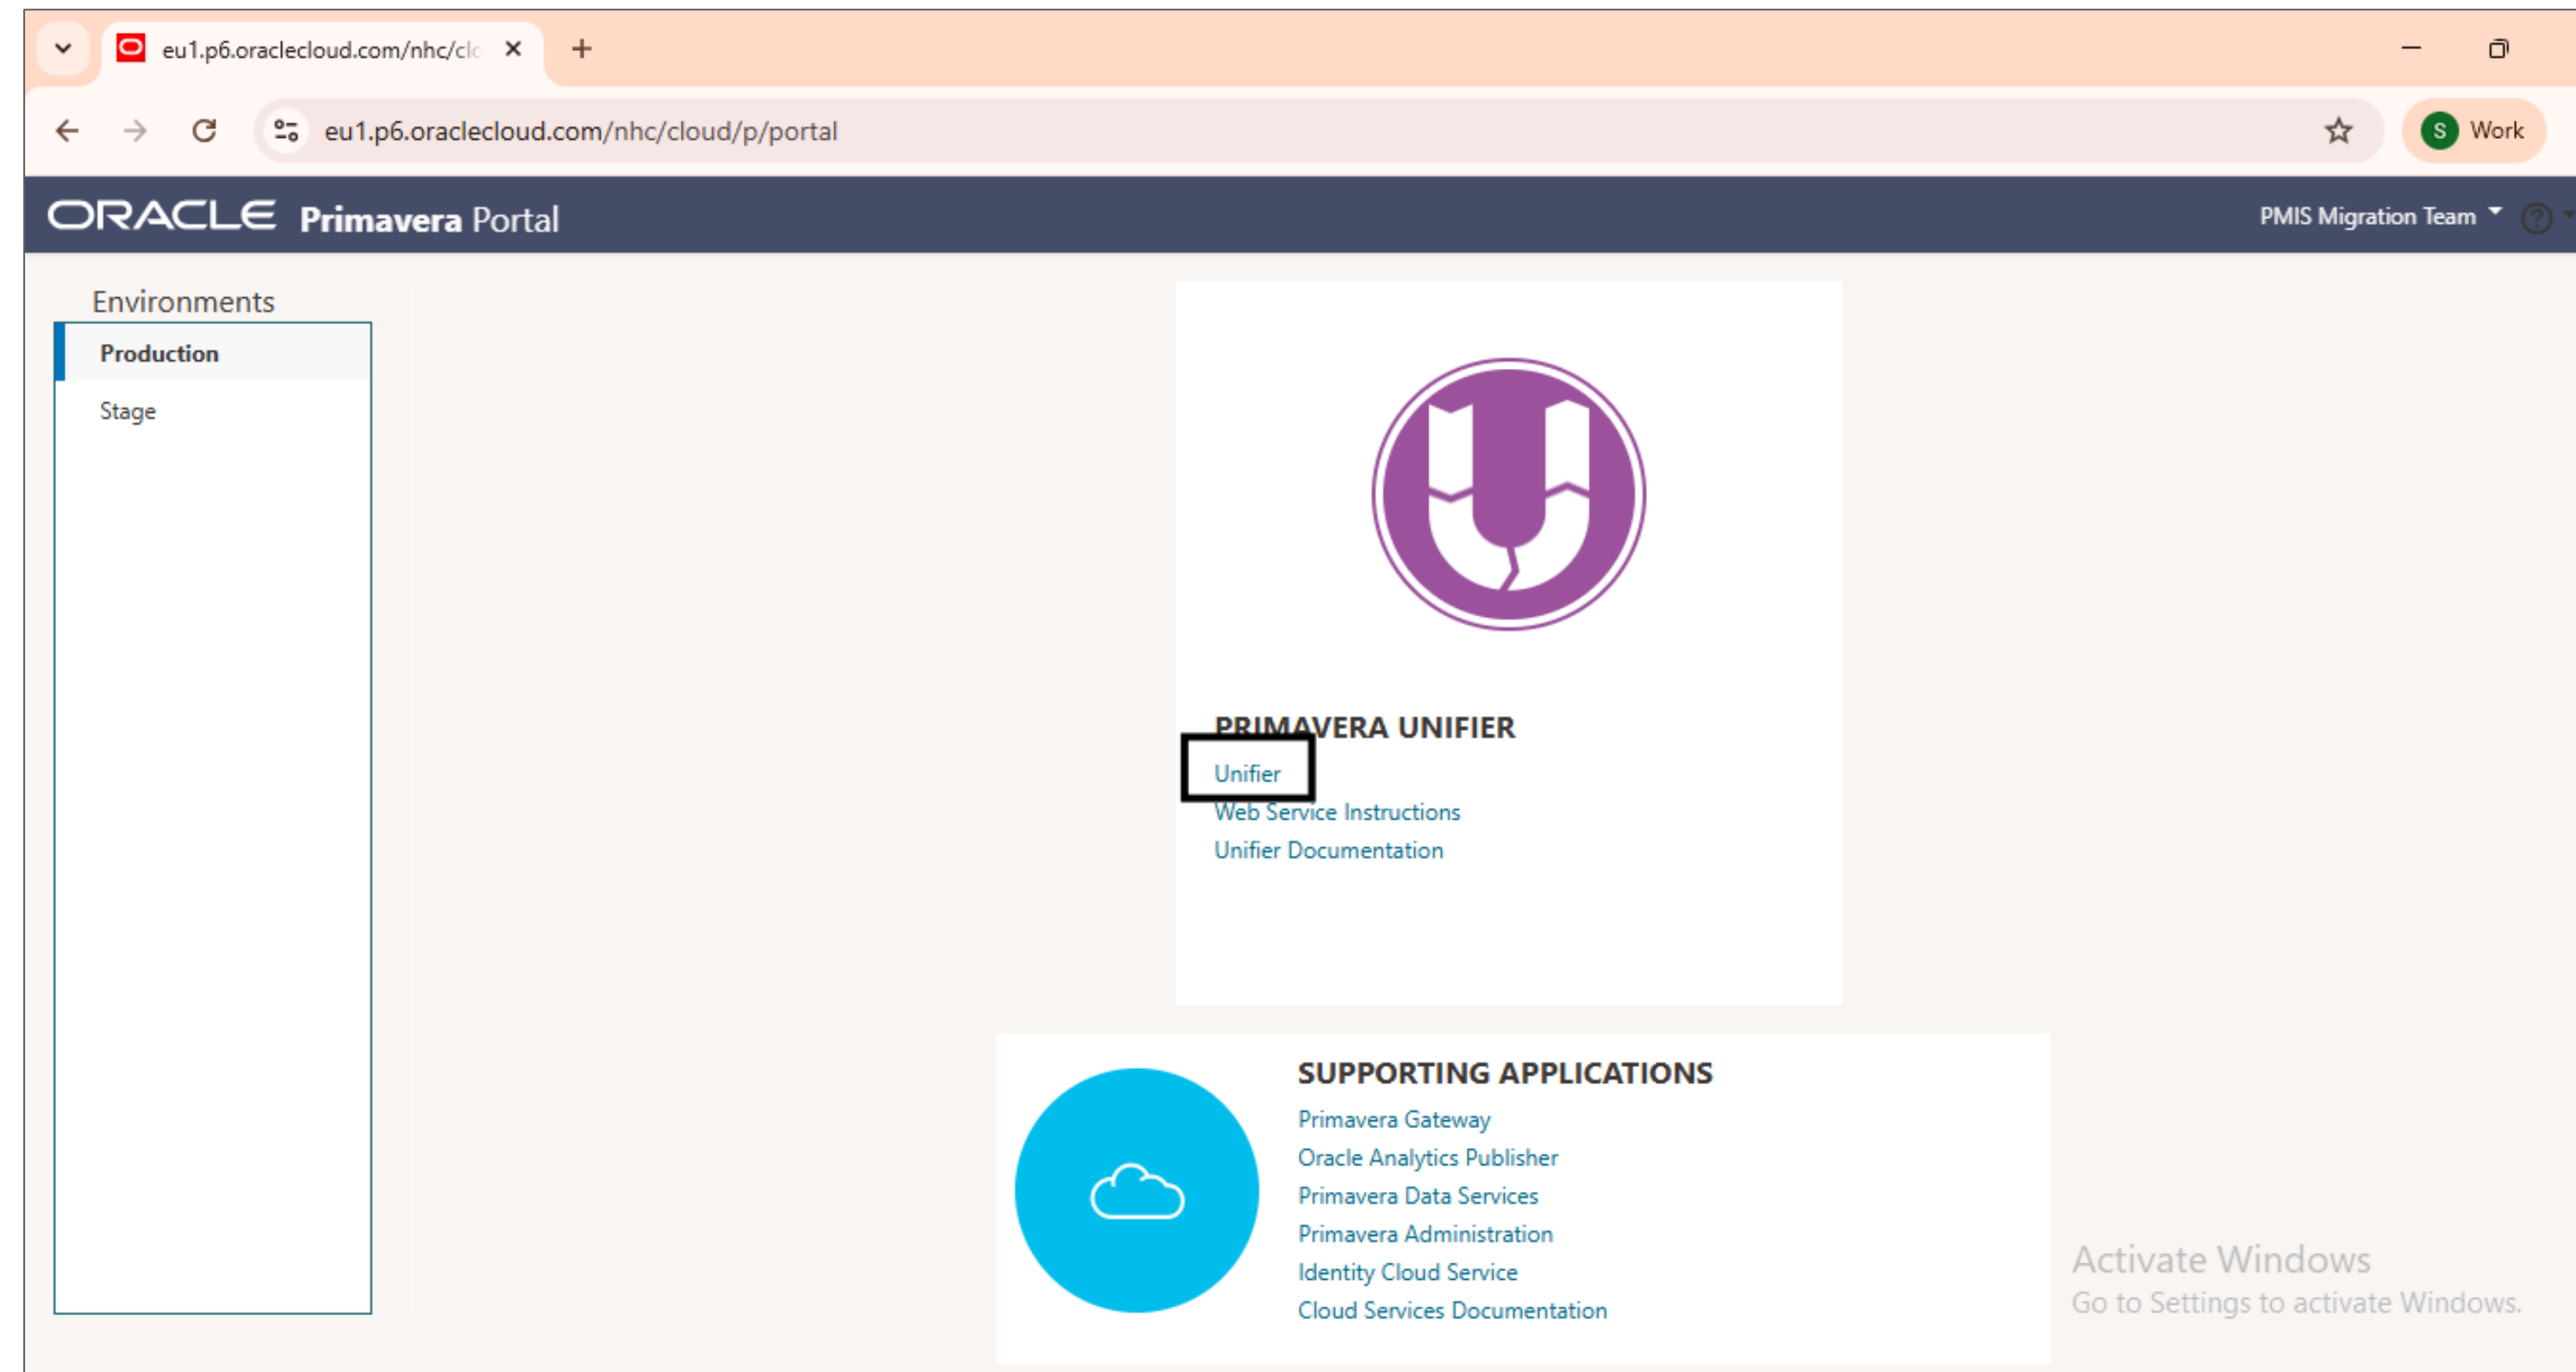 eu1.p6.oraclecloud.com/nhc/clo
eu1.p6.oraclecloud.com/nhc/cloud/p/portal
S Work
ORACLE Primavera Portal
PMIS Migration Team
Environments
Production
Stage
PRIMAVERA UNIFIER
Unifier
Web Service Instructions
Unifier Documentation
SUPPORTING APPLICATIONS
Primavera Gateway
Oracle Analytics Publisher
Primavera Data Services
Primavera Administration
Identity Cloud Service
Cloud Services Documentation
Activate Windows
Go to Settings to activate Windows.